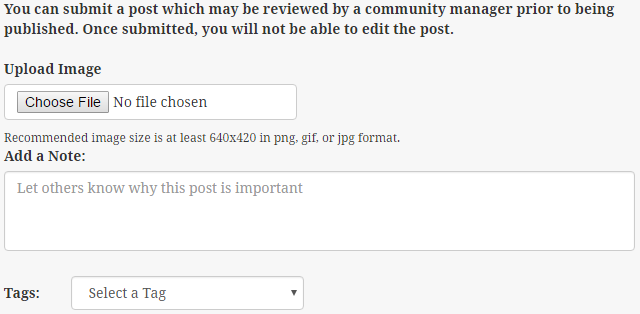 You can submit a post which may be reviewed by a community manager prior to being
published. Once submitted, you will not be able to edit the post.
Upload Image
Choose File No file chosen
Recommended image size is at least 640x420 in png, gif, or jpg format.
Add a Note:
Let others know why this post is important
Tags: Select a Tag